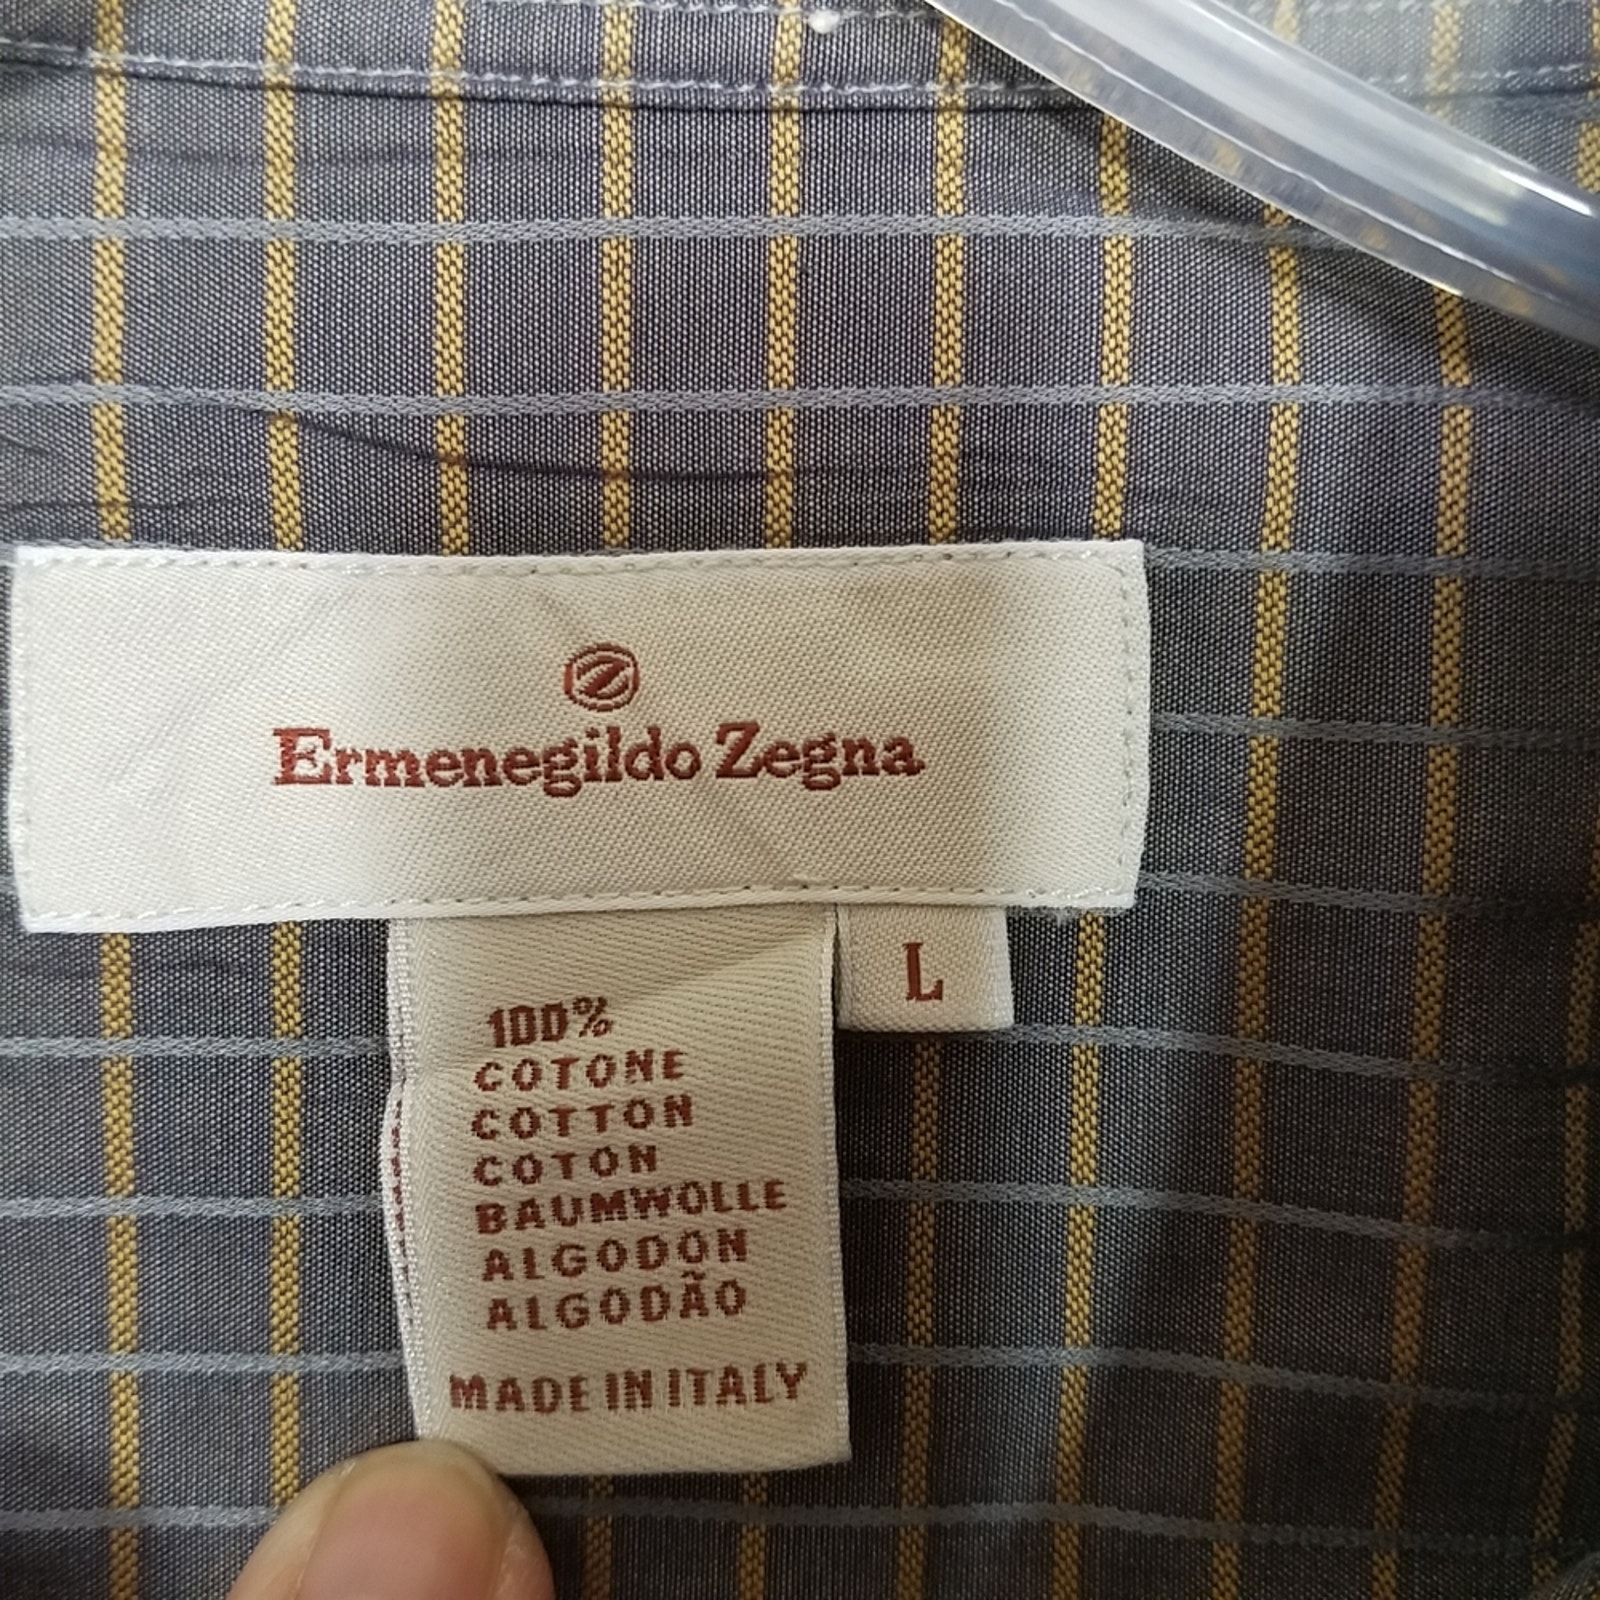 Z
Ermenegildo Zegna
L
100%
COTONE
COTTON
COTON
BAUMWOLLE
ALGODON
ALGODÃO
MADE IN ITALY